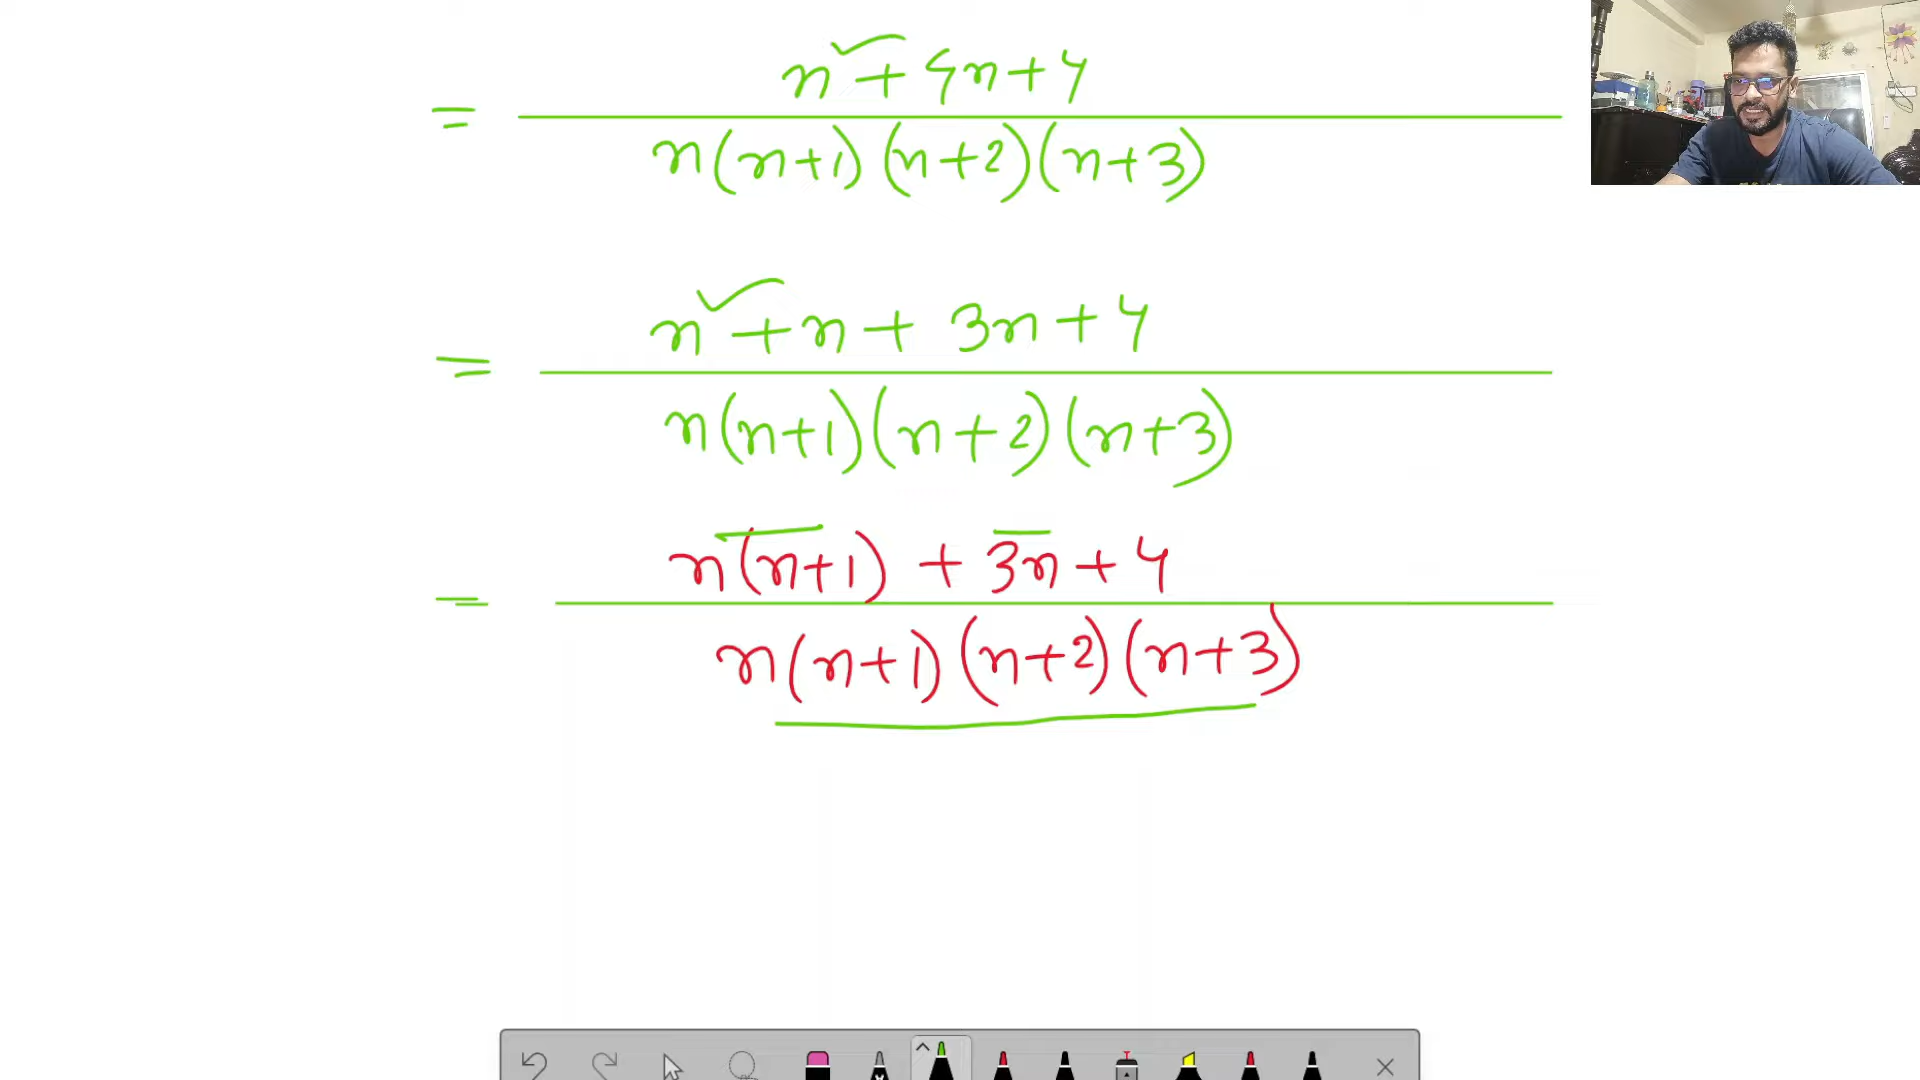 = n² + 4n + 4
n(n+1)(n+2)(n+3)
= n² + n + 3n + 4
n(n+1)(n+2)(n+3)
= n(n+1) + 3n + 4
n(n+1)(n+2)(n+3)